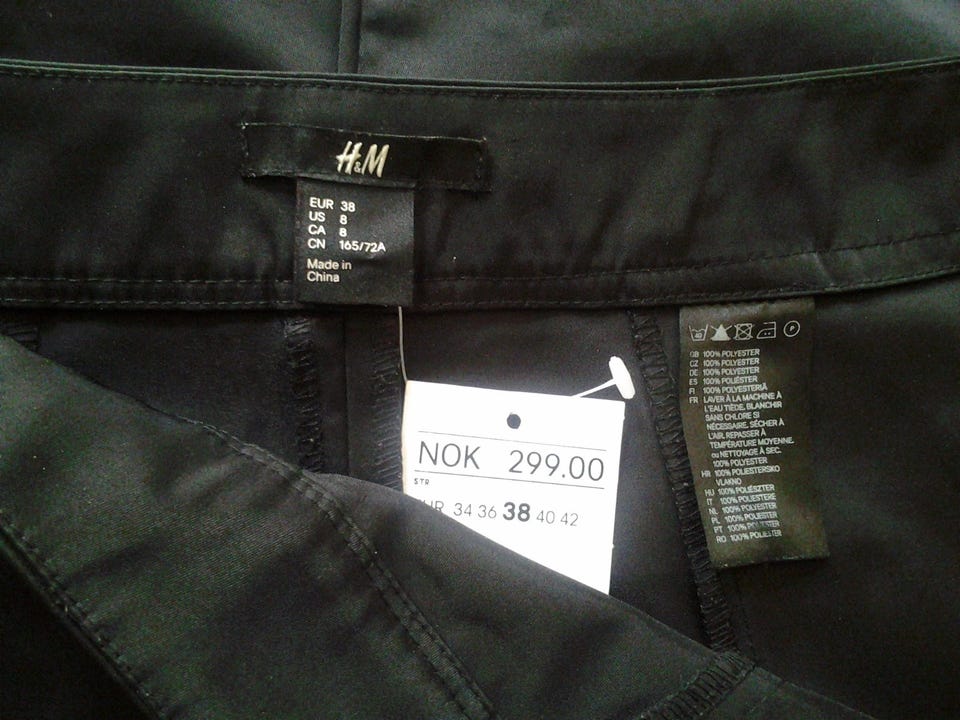 H&M
EUR 38
US 8
CA 8
CN 165/72A
Made in
China
NOK 299.00
STR
34 36 38 40 42
40
P
GB 100% POLYESTER
CZ 100% POLYESTER
DE 100% POLYESTER
ES 100% POLIÉSTER
FI 100% POLYESTERIÄ
FR LAVER À LA MACHINE À
L'EAU TIÈDE. BLANCHIR
SANS CHLORE SI
NÉCESSAIRE. SÉCHER À
L'AIR. REPASSER À
TEMPÉRATURE MOYENNE.
ou NETTOYAGE À SEC.
100% POLYESTER
HR 100% POLIESTERSKO
VLAKNO
HU 100% POLIÉSZTER
IT 100% POLIESTERE
NL 100% POLYESTER
PL 100% POLIESTER
PT 100% POLIÉSTER
RO 100% POLIESTER